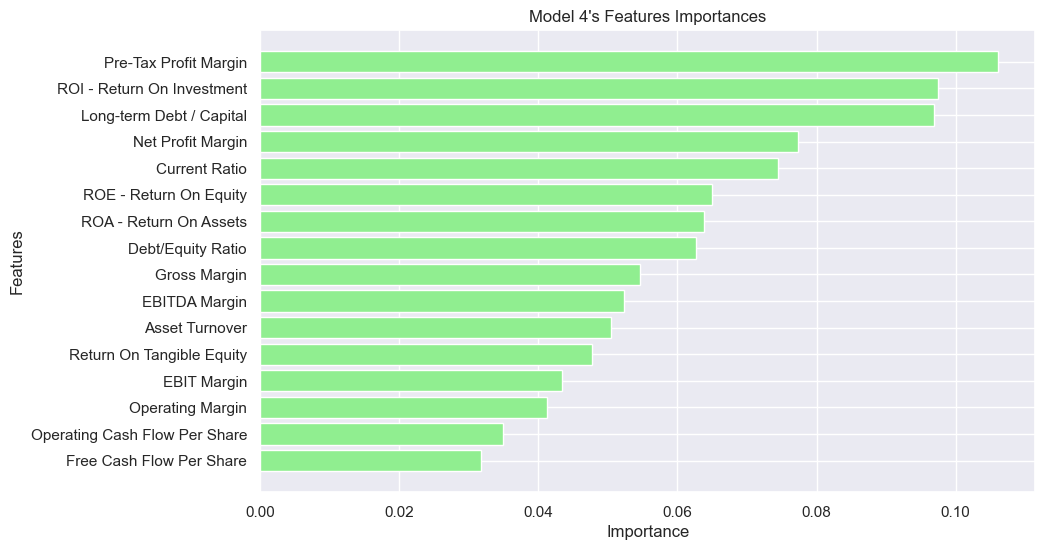 Model 4's Features Importances
Features
Pre-Tax Profit Margin
ROI - Return On Investment
Long-term Debt / Capital
Net Profit Margin
Current Ratio
ROE - Return On Equity
ROA - Return On Assets
Debt/Equity Ratio
Gross Margin
EBITDA Margin
Asset Turnover
Return On Tangible Equity
EBIT Margin
Operating Margin
Operating Cash Flow Per Share
Free Cash Flow Per Share
0.00 0.02 0.04 0.06 0.08 0.10
Importance